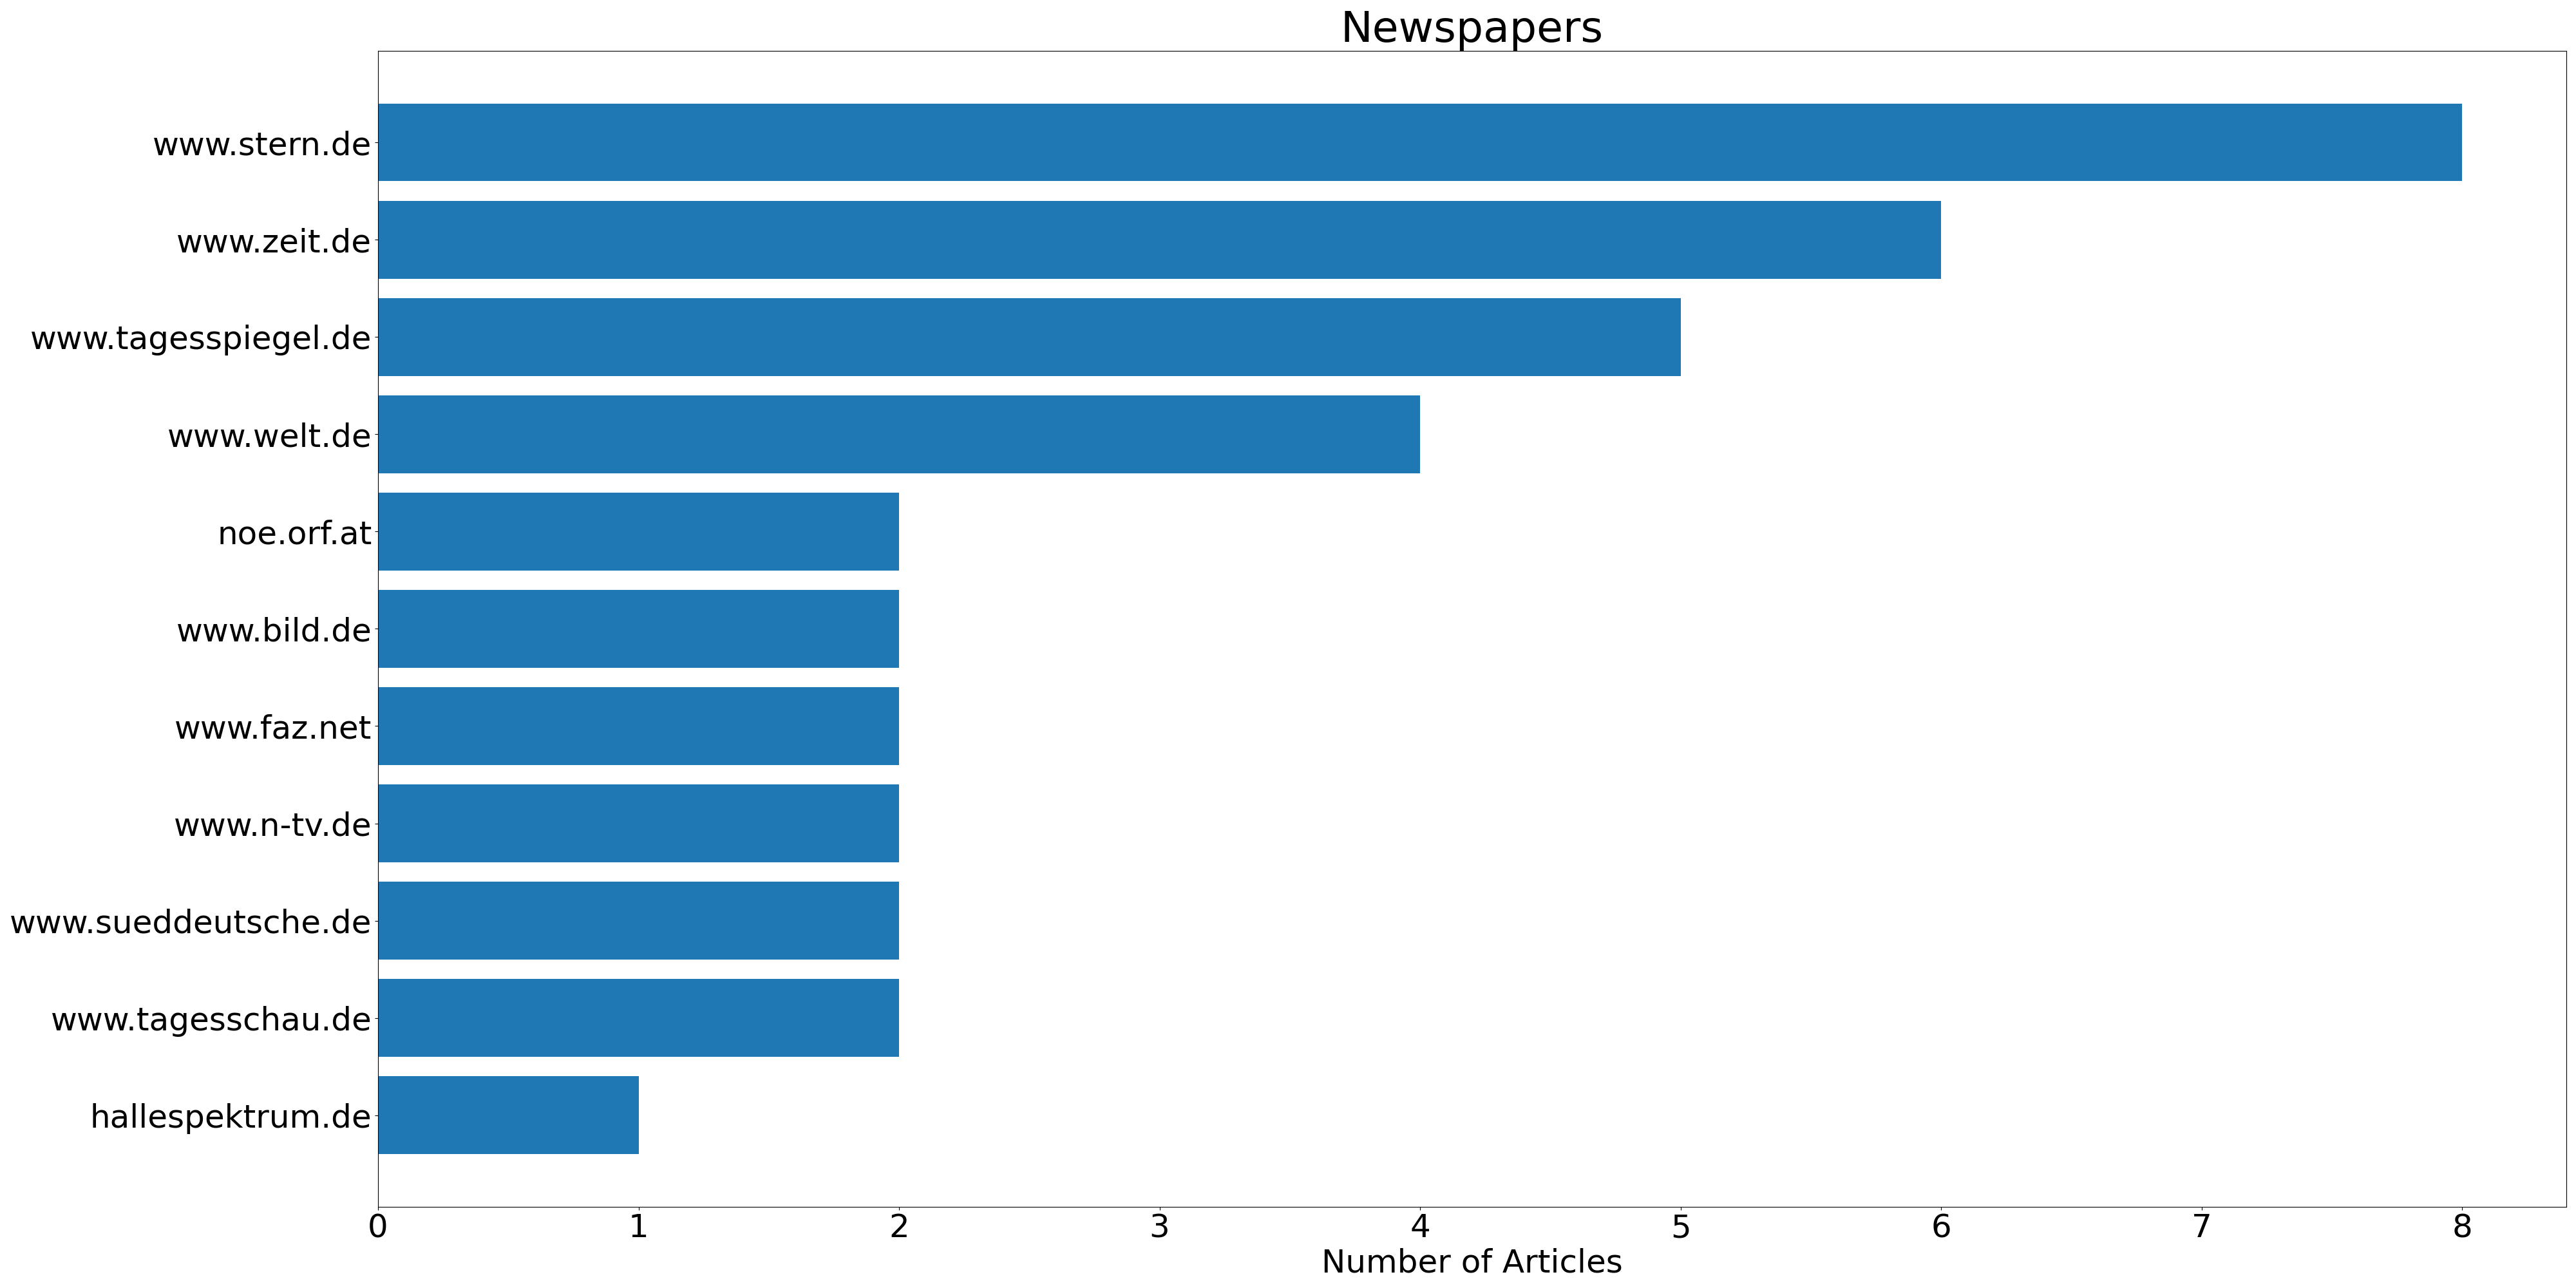 Newspapers
www.stern.de
www.zeit.de
www.tagesspiegel.de
www.welt.de
noe.orf.at
www.bild.de
www.faz.net
www.n-tv.de
www.sueddeutsche.de
www.tagesschau.de
hallespektrum.de
0 1 2 3 4 5 6 7 8
Number of Articles